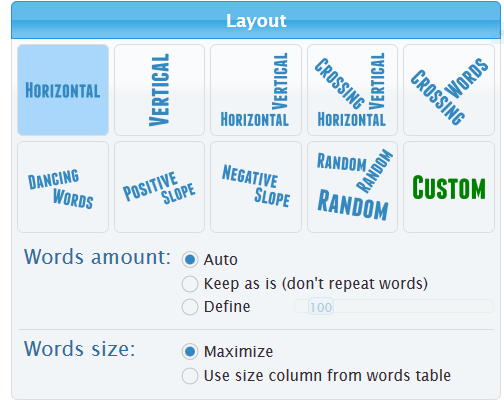 Layout
HORIZONTAL
VERTICAL
VERTICAL
HORIZONTAL
CROSSING
VERTICAL
HORIZONTAL
CROSSING
WORDS
DANCING
WORDS
POSITIVE
SLOPE
NEGATIVE
SLOPE
RANDOM
RANDOM
RANDOM
CUSTOM
Words amount:
Auto
Keep as is (don't repeat words)
Define 100
Words size:
Maximize
Use size column from words table